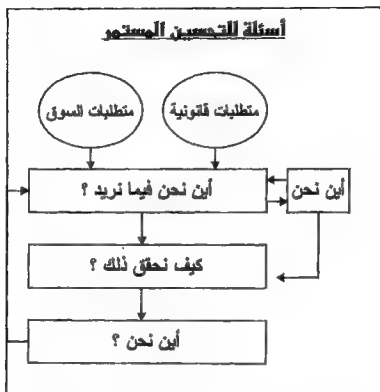 أسئلة للتحسين المستمر
متطلبات قانونية
متطلبات السوق
أين نحن فيما نريد ؟
أين نحن
كيف نحقق ذلك ؟
أين نحن ؟